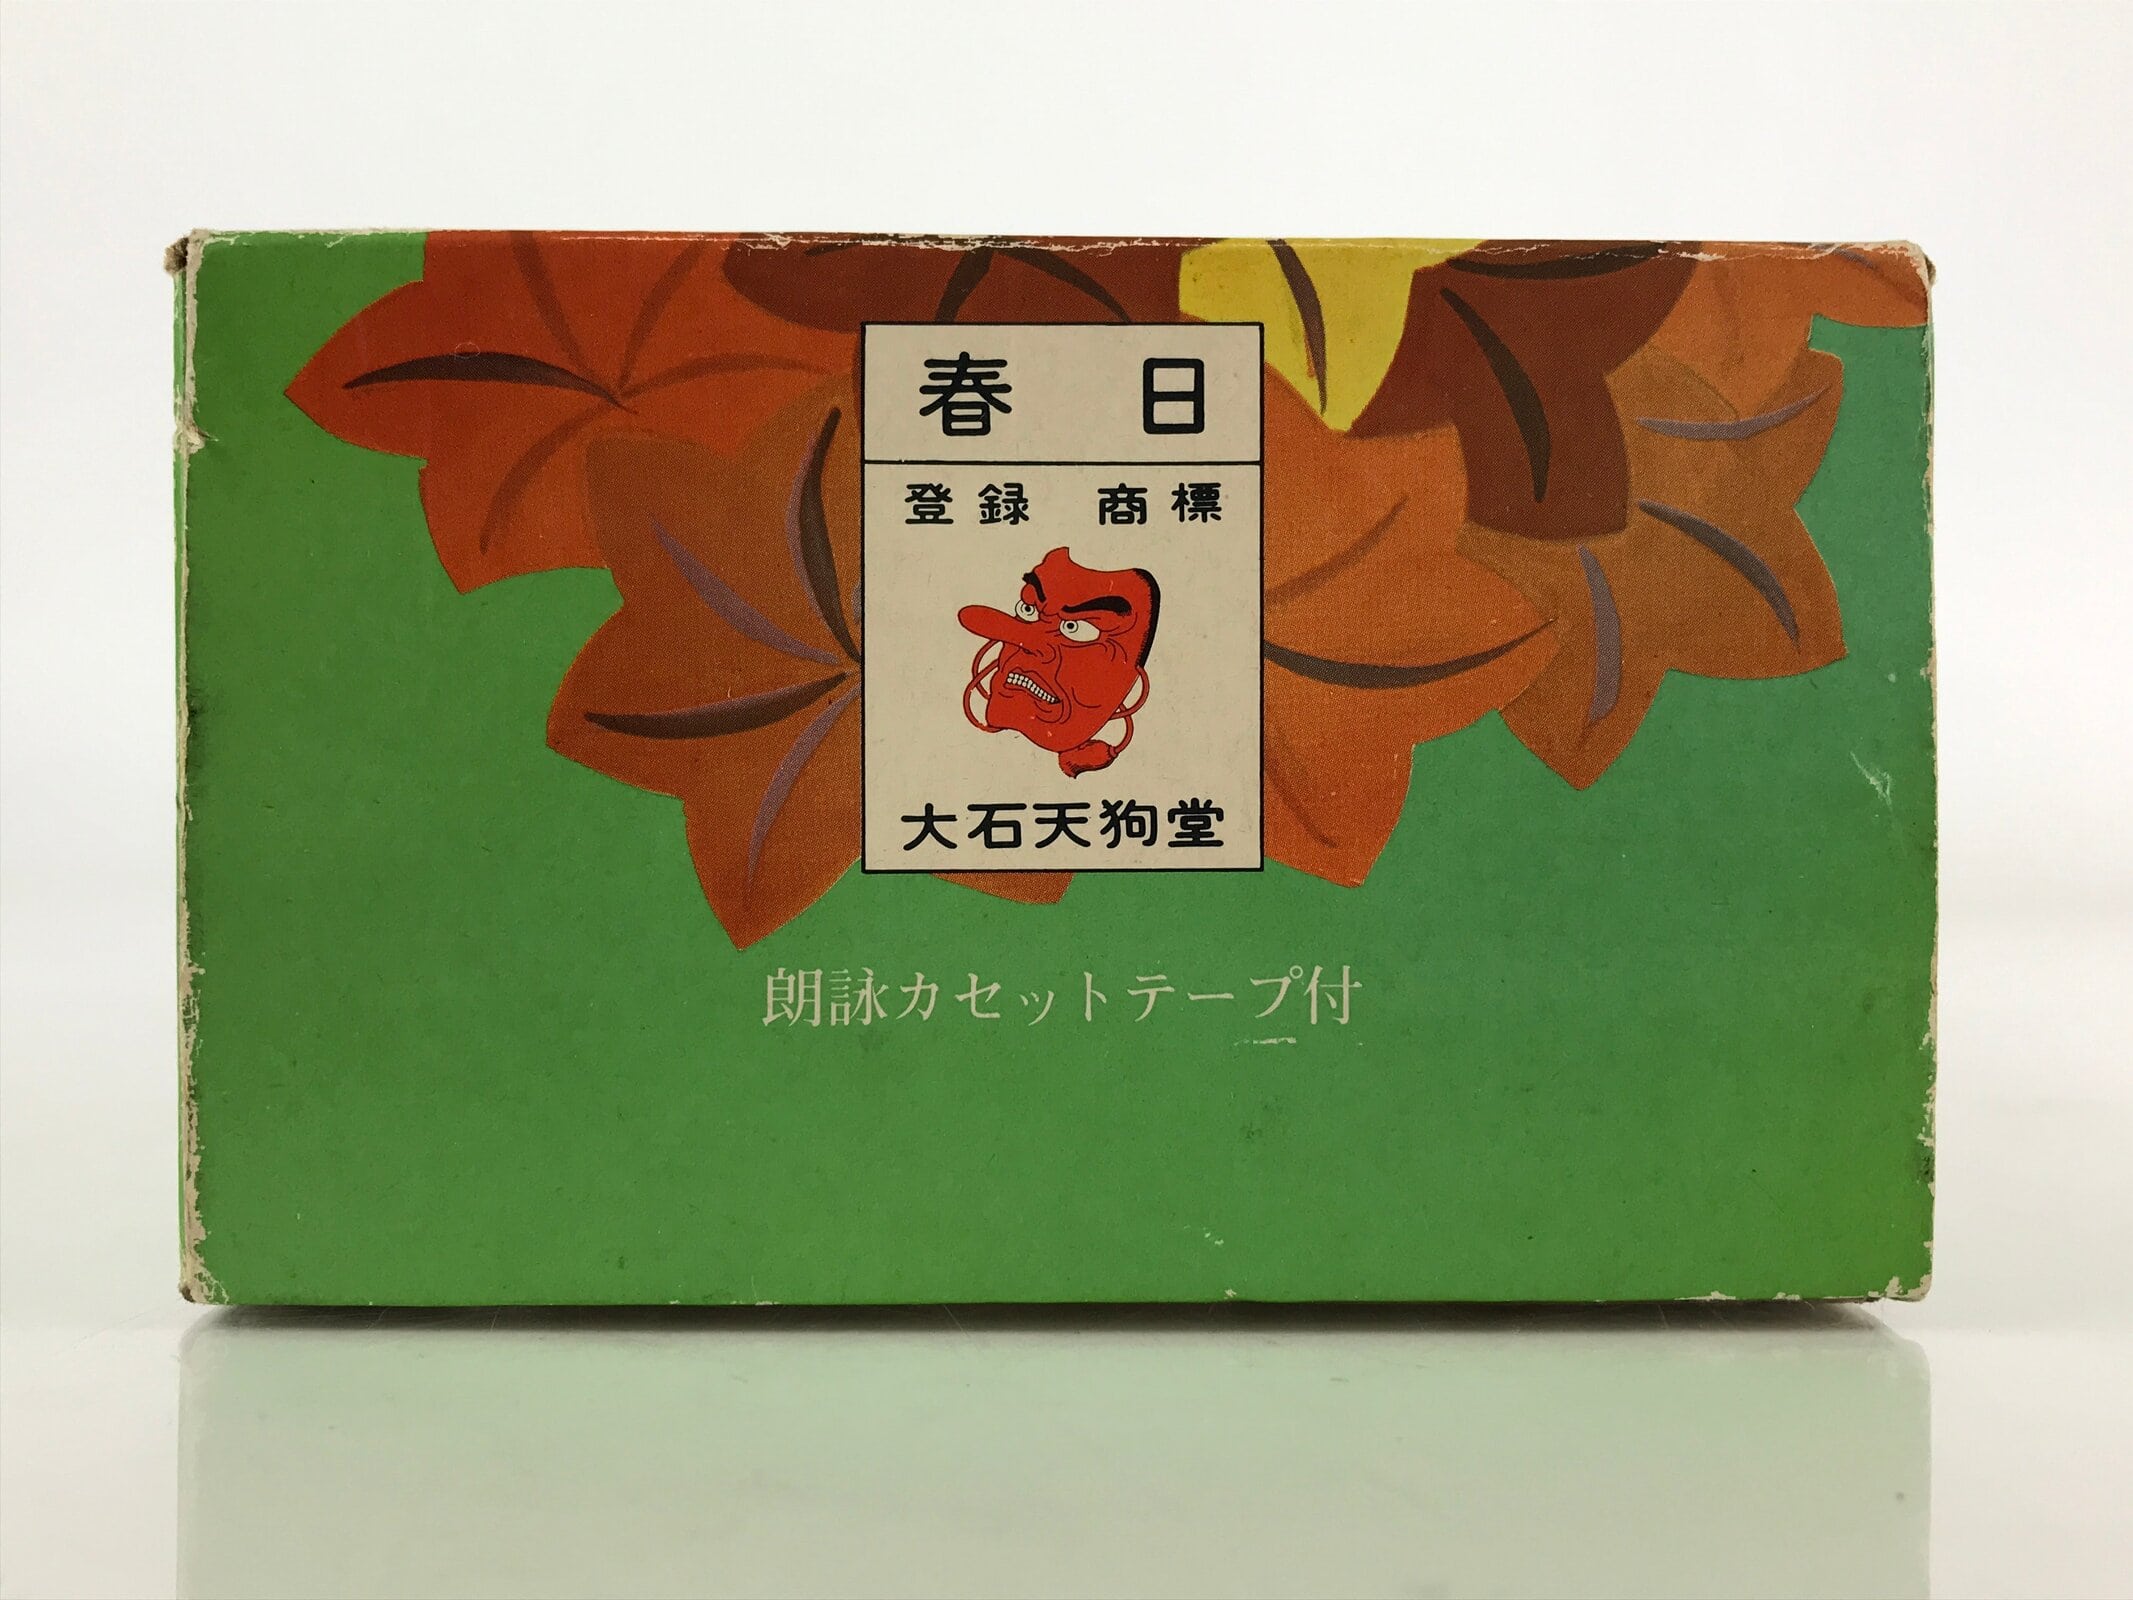 春日
登録 商標
大石天狗堂
朗詠カセットテープ付